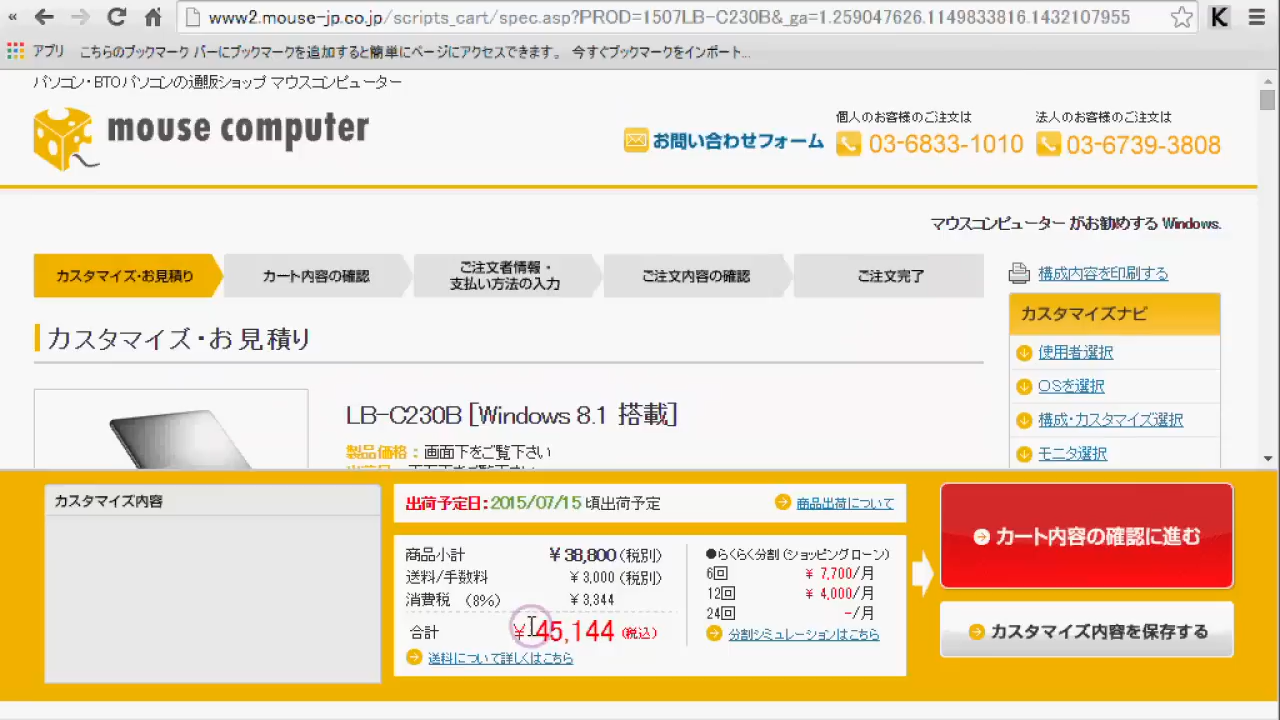 www2.mouse-jp.co.jp/scripts_cart/spec.asp?PROD=1507LB-C230B&_ga=1.259047626.1149833816.1432107955
K
アプリ こちらのブックマーク バーにブックマークを追加すると簡単にページにアクセスできます。 今すぐブックマークをインポート...
パソコン・BTOパソコンの通販ショップ マウスコンピューター
mouse computer
お問い合わせフォーム
個人のお客様のご注文は
03-6833-1010
法人のお客様のご注文は
03-6739-3808
マウスコンピューター がお勧めする Windows.
カスタマイズ・お見積り
カート内容の確認
ご注文者情報・
支払い方法の入力
ご注文内容の確認
ご注文完了
構成内容を印刷する
カスタマイズナビ
使用者選択
OSを選択
構成・カスタマイズ選択
モニタ選択
カスタマイズ・お見積り
LB-C230B [Windows 8.1 搭載]
製品価格：画面下をご覧下さい
カスタマイズ内容
出荷予定日：2015/07/15 頃出荷予定
商品出荷について
商品小計 ￥38,800 (税別)
送料/手数料 ￥3,000 (税別)
消費税 (8%) ￥3,344
合計 ￥45,144 (税込)
送料について詳しくはこちら
●らくらく分割 (ショッピングローン)
6回 ￥7,700/月
12回 ￥4,000/月
24回 -/月
分割シミュレーションはこちら
カート内容の確認に進む
カスタマイズ内容を保存する